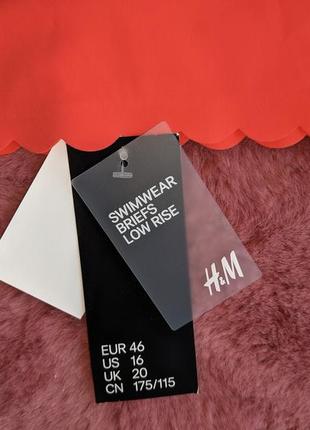 SWIMWEAR
BRIEFS
LOW RISE
H&M
EUR 46
US 16
UK 20
CN 175/115